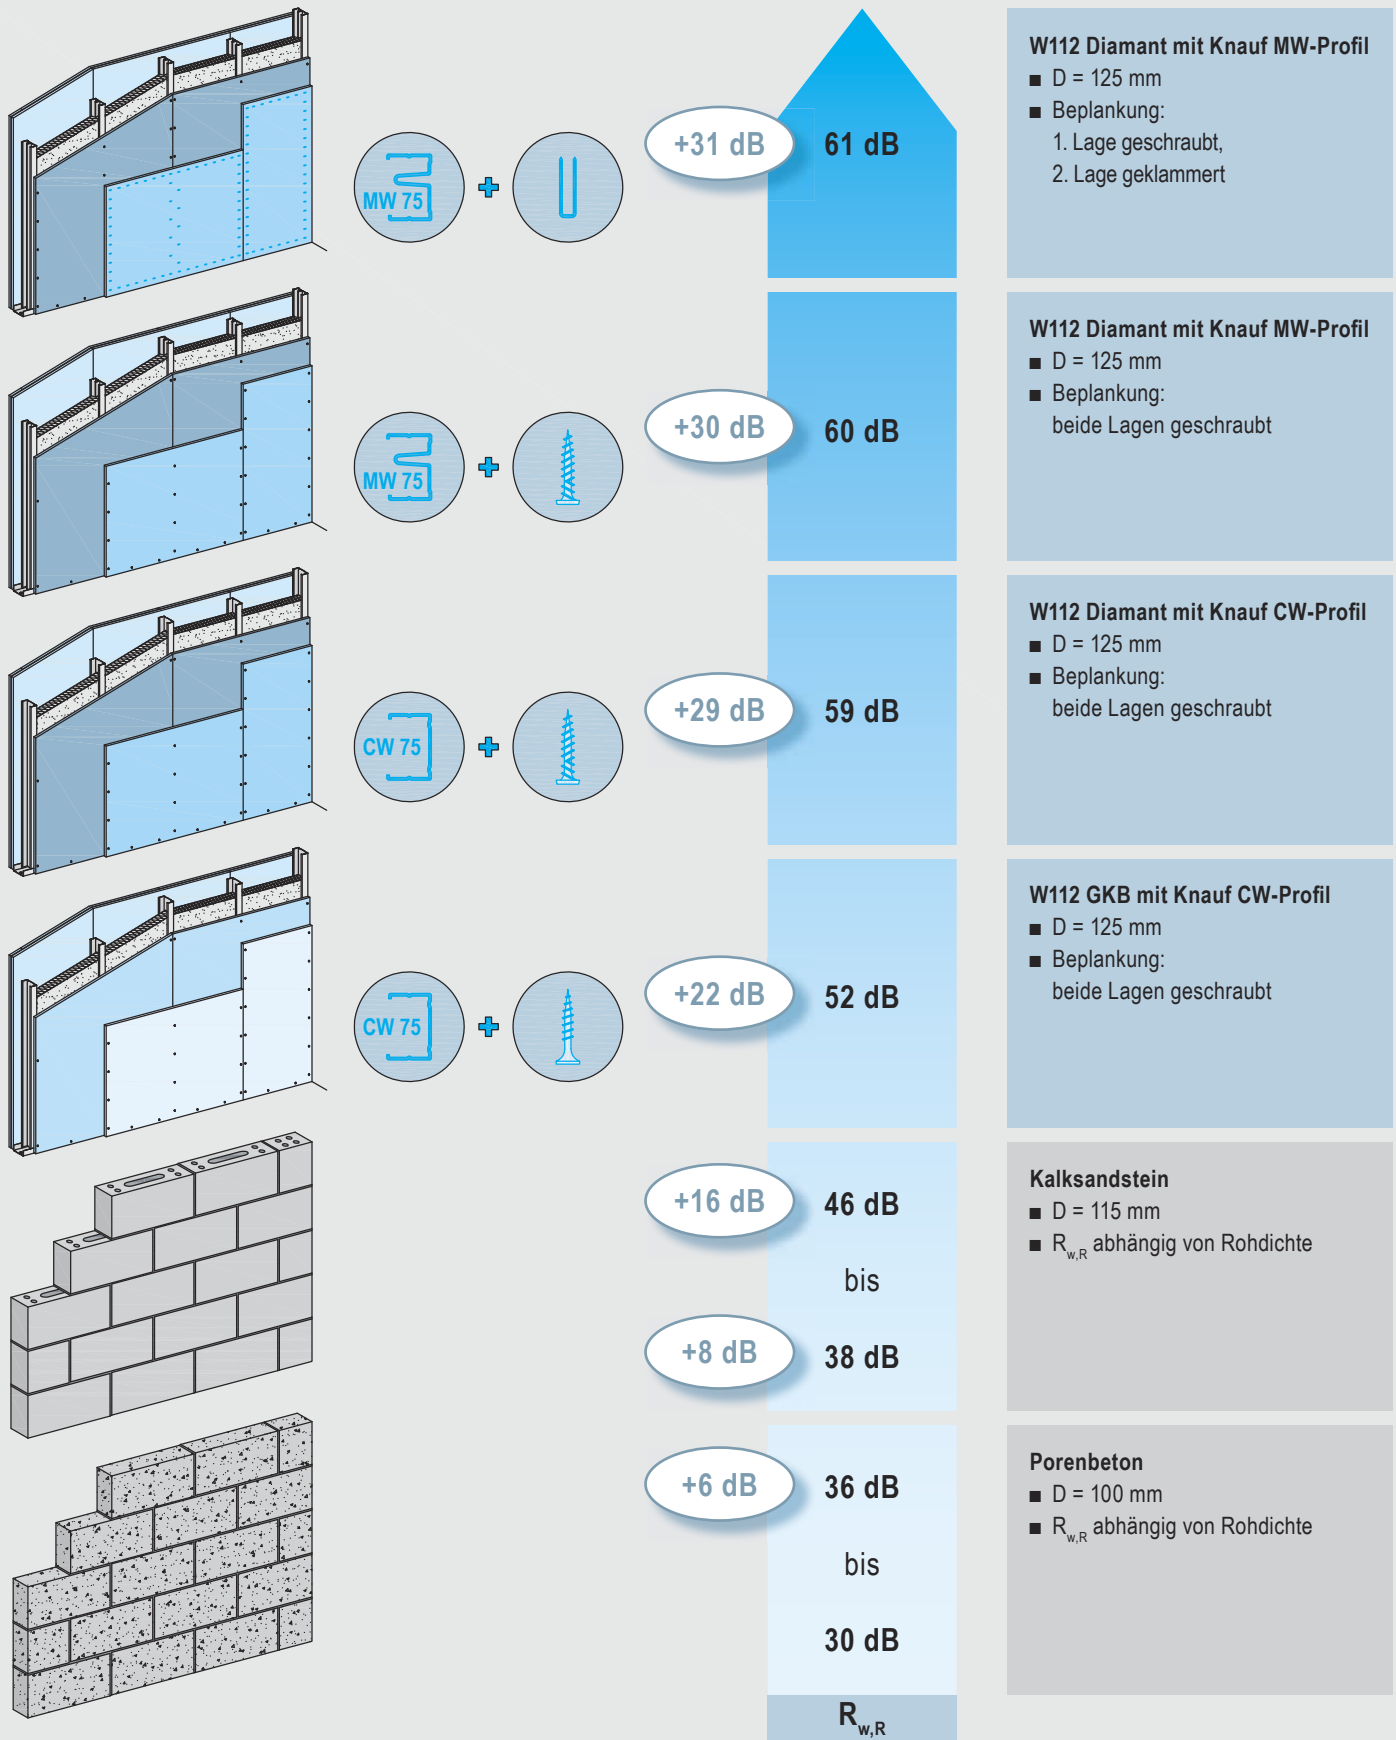 MW 75
+31 dB
61 dB
W112 Diamant mit Knauf MW-Profil
■ D = 125 mm
■ Beplankung:
1. Lage geschraubt,
2. Lage geklammert
MW 75
+30 dB
60 dB
W112 Diamant mit Knauf MW-Profil
■ D = 125 mm
■ Beplankung:
beide Lagen geschraubt
CW 75
+29 dB
59 dB
W112 Diamant mit Knauf CW-Profil
■ D = 125 mm
■ Beplankung:
beide Lagen geschraubt
CW 75
+22 dB
52 dB
W112 GKB mit Knauf CW-Profil
■ D = 125 mm
■ Beplankung:
beide Lagen geschraubt
+16 dB
46 dB
bis
+8 dB
38 dB
Kalksandstein
■ D = 115 mm
■ Rw,R abhängig von Rohdichte
+6 dB
36 dB
bis
30 dB
Porenbeton
■ D = 100 mm
■ Rw,R abhängig von Rohdichte
Rw,R